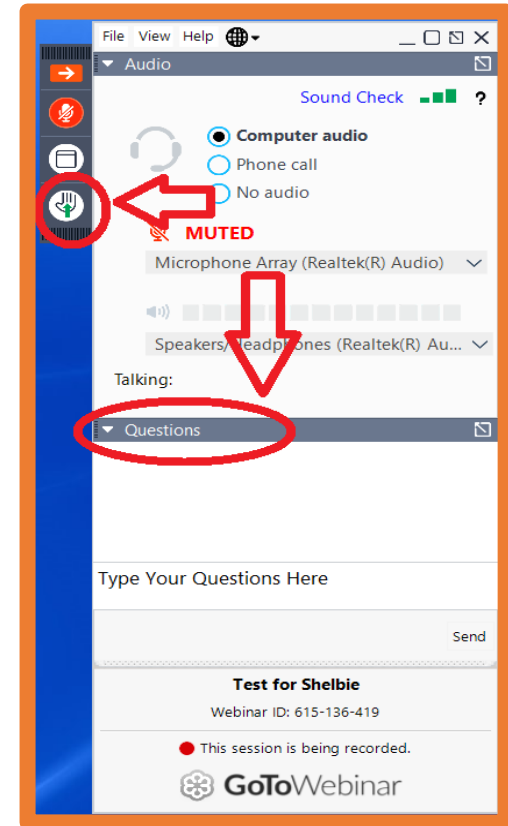 File View Help
Audio
Sound Check ?
Computer audio
Phone call
No audio
MUTED
Microphone Array (Realtek(R) Audio)
Speakers/Headphones (Realtek(R) Au...
Talking:
Questions
Type Your Questions Here
Send
Test for Shelbie
Webinar ID: 615-136-419
This session is being recorded.
GoToWebinar